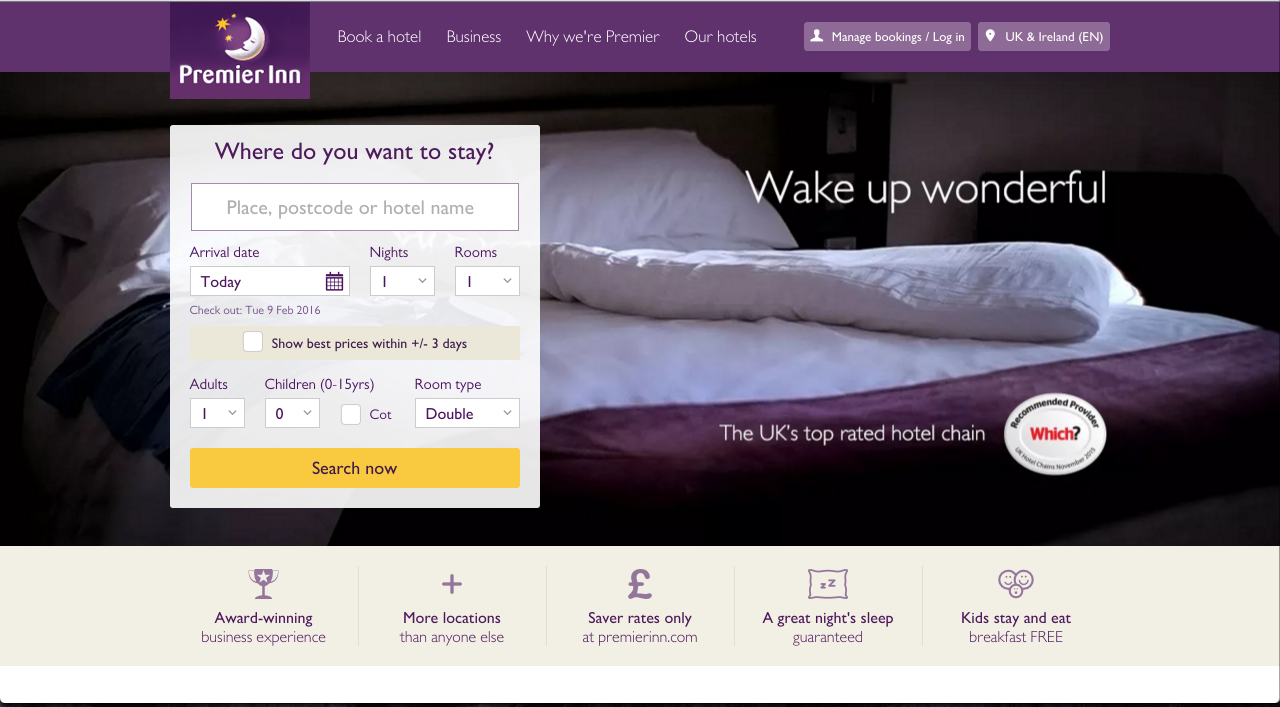 Premier Inn
Book a hotel
Business
Why we're Premier
Our hotels
Manage bookings / Log in
UK & Ireland (EN)
Where do you want to stay?
Place, postcode or hotel name
Arrival date
Nights
Rooms
Today
1
1
Check out: Tue 9 Feb 2016
Show best prices within +/- 3 days
Adults
Children (0-15yrs)
Room type
1
0
Cot
Double
Search now
Wake up wonderful
The UK's top rated hotel chain
Recommended Provider
Which?
UK Hotel Chains November 2015
zZ
Award-winning
business experience
More locations
than anyone else
£
Saver rates only
at premierinn.com
A great night's sleep
guaranteed
Kids stay and eat
breakfast FREE